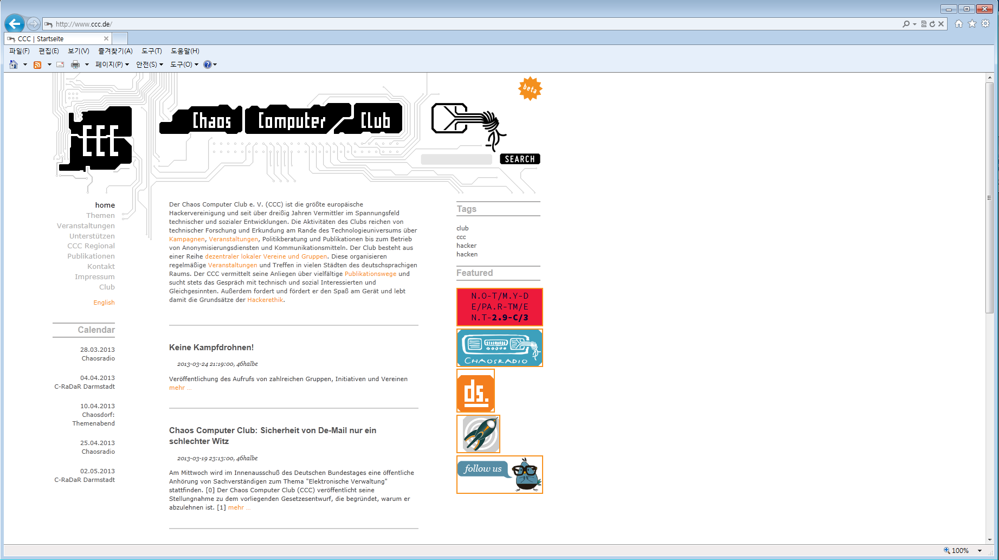 http://www.ccc.de/
CCC | Startseite
파일(F) 편집(E) 보기(V) 즐겨찾기(A) 도구(T) 도움말(H)
페이지(P) 안전(S) 도구(O)
beta
CCC
Chaos Computer Club
SEARCH
home
Themen
Veranstaltungen
Unterstützen
CCC Regional
Publikationen
Kontakt
Impressum
Club
English
Calendar
28.03.2013
Chaosradio
04.04.2013
C-RaDaR Darmstadt
10.04.2013
Chaosdorf:
Themenabend
25.04.2013
Chaosradio
02.05.2013
C-RaDaR Darmstadt
Der Chaos Computer Club e. V. (CCC) ist die größte europäische
Hackervereinigung und seit über dreißig Jahren Vermittler im Spannungsfeld
technischer und sozialer Entwicklungen. Die Aktivitäten des Clubs reichen von
technischer Forschung und Erkundung am Rande des Technologieuniversums über
Kampagnen, Veranstaltungen, Politikberatung und Publikationen bis zum Betrieb
von Anonymisierungsdiensten und Kommunikationsmitteln. Der Club besteht aus
einer Reihe dezentraler lokaler Vereine und Gruppen. Diese organisieren
regelmäßige Veranstaltungen und Treffen in vielen Städten des deutschsprachigen
Raums. Der CCC vermittelt seine Anliegen über vielfältige Publikationswege und
sucht stets das Gespräch mit technisch und sozial Interessierten und
Gleichgesinnten. Außerdem fordert und fördert er den Spaß am Gerät und lebt
damit die Grundsätze der Hackerethik.
Keine Kampfdrohnen!
2013-03-24 21:19:00, 46halbe
Veröffentlichung des Aufrufs von zahlreichen Gruppen, Initiativen und Vereinen
mehr ...
Chaos Computer Club: Sicherheit von De-Mail nur ein
schlechter Witz
2013-03-19 23:13:00, 46halbe
Am Mittwoch wird im Innenausschuß des Deutschen Bundestages eine öffentliche
Anhörung von Sachverständigen zum Thema "Elektronische Verwaltung"
stattfinden. [0] Der Chaos Computer Club (CCC) veröffentlicht seine
Stellungnahme zu dem vorliegenden Gesetzesentwurf, die begründet, warum er
abzulehnen ist. [1] mehr ...
Tags
club
ccc
hacker
hacken
Featured
N.O-T/M.Y-D
E/PA.R-TM/E
N.T-2.9-C/3
CHAOSRADIO
ds.
follow us
100%